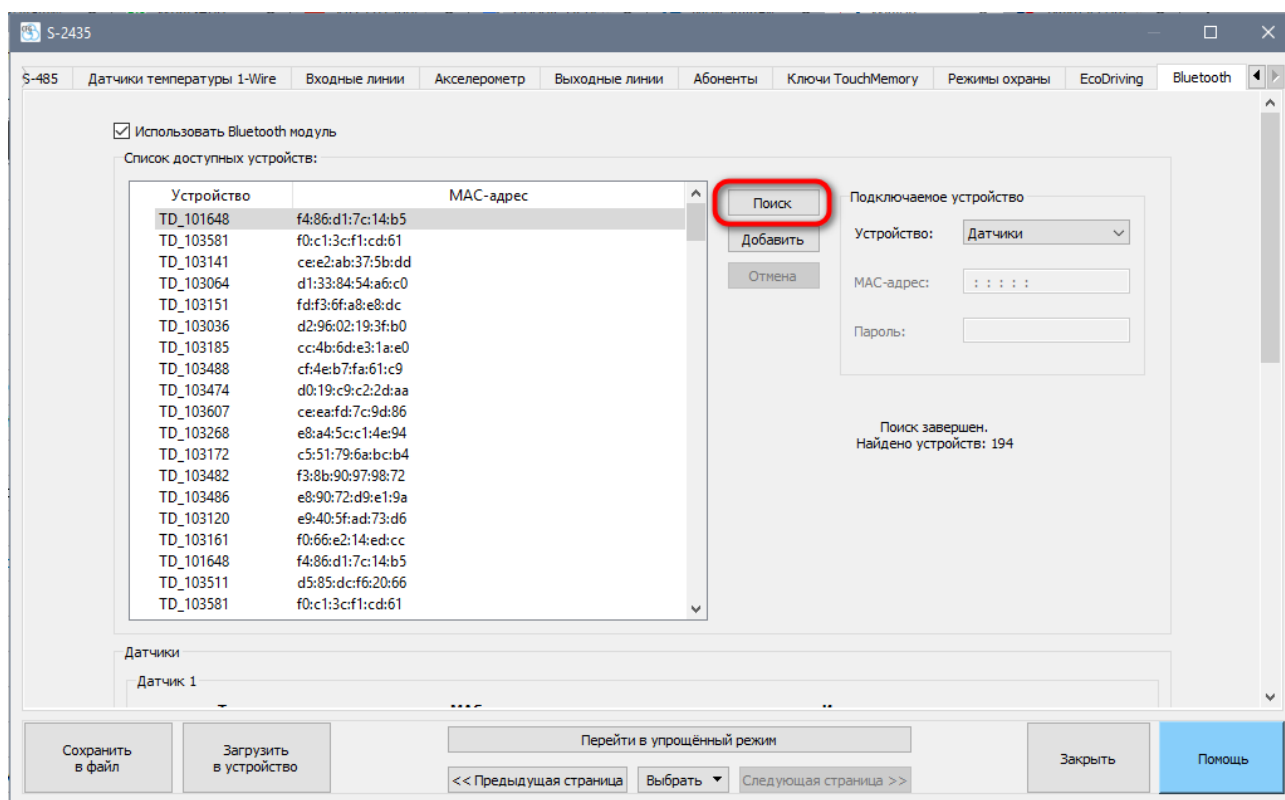 S-2435
S-485 Датчики температуры 1-Wire Входные линии Акселерометр Выходные линии Абоненты Ключи TouchMemory Режимы охраны EcoDriving Bluetooth
Использовать Bluetooth модуль
Список доступных устройств:
Устройство MAC-адрес
TD_101648 f4:86:d1:7c:14:b5
TD_103581 f0:c1:3c:f1:cd:61
TD_103141 ce:e2:ab:37:5b:dd
TD_103064 d1:33:84:54:a6:c0
TD_103151 fd:f3:6f:a8:e8:dc
TD_103036 d2:96:02:19:3f:b0
TD_103185 cc:4b:6d:e3:1a:e0
TD_103488 cf:4e:b7:fa:61:c9
TD_103474 d0:19:c9:c2:2d:aa
TD_103607 ce:ea:fd:7c:9d:86
TD_103268 e8:a4:5c:c1:4e:94
TD_103172 c5:51:79:6a:bc:b4
TD_103482 f3:8b:90:97:98:72
TD_103486 e8:90:72:d9:e1:9a
TD_103120 e9:40:5f:ad:73:d6
TD_103161 f0:66:e2:14:ed:cc
TD_101648 f4:86:d1:7c:14:b5
TD_103511 d5:85:dc:f6:20:66
TD_103581 f0:c1:3c:f1:cd:61
Поиск
Добавить
Отмена
Подключаемое устройство
Устройство: Датчики
MAC-адрес: : : : : :
Пароль:
Поиск завершен.
Найдено устройств: 194
Датчики
Датчик 1
Сохранить
в файл
Загрузить
в устройство
Перейти в упрощённый режим
<< Предыдущая страница Выбрать Следующая страница >>
Закрыть
Помощь